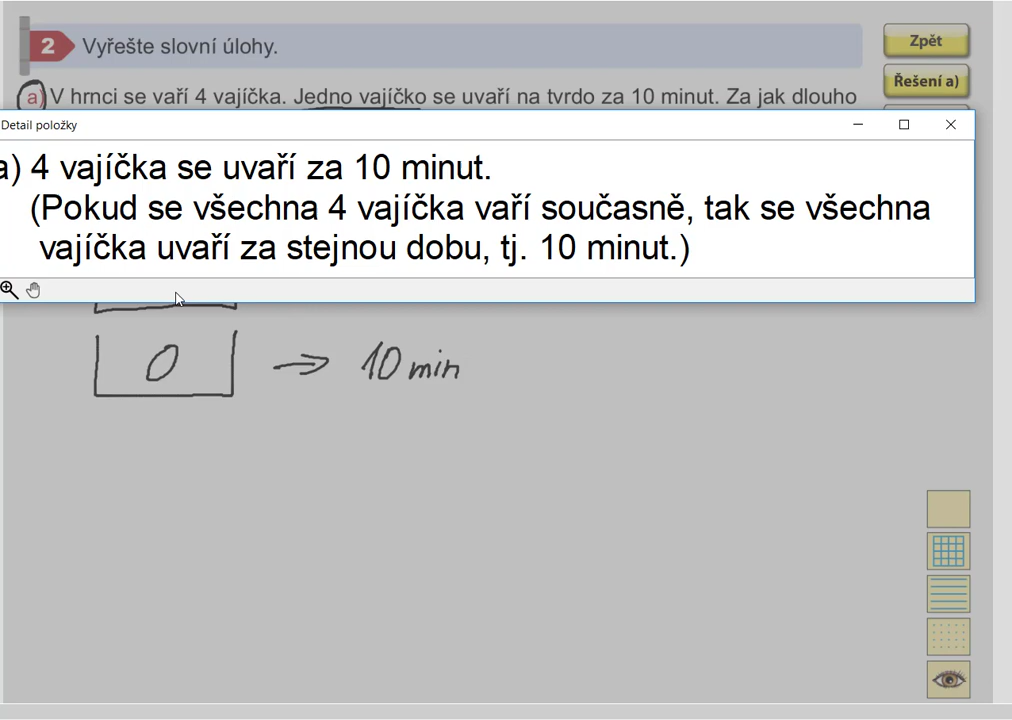 2 Vyřešte slovní úlohy.
Zpět
Řešení a)
a) V hrnci se vaří 4 vajíčka. Jedno vajíčko se uvaří na tvrdo za 10 minut. Za jak dlouho
Detail položky
a) 4 vajíčka se uvaří za 10 minut.
(Pokud se všechna 4 vajíčka vaří současně, tak se všechna
vajíčka uvaří za stejnou dobu, tj. 10 minut.)
10 min